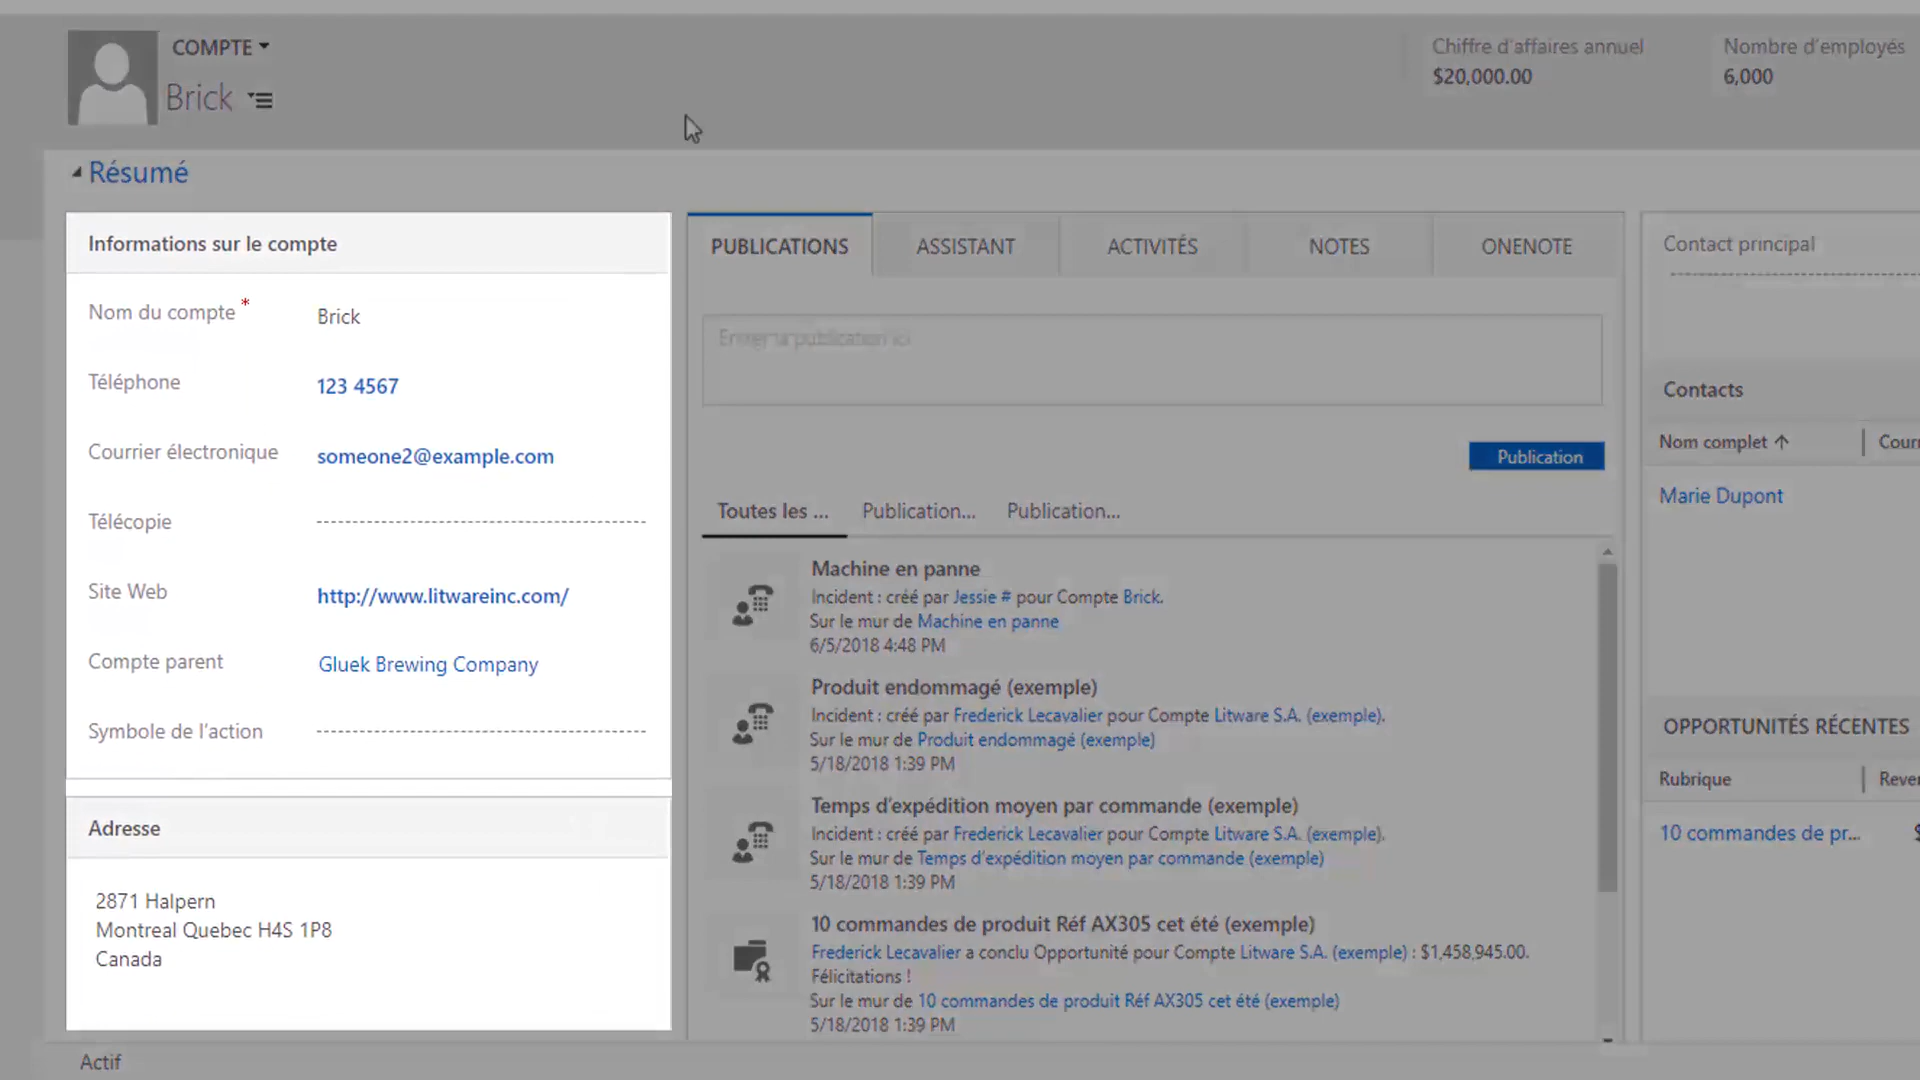 COMPTE
Brick
Chiffre d'affaires annuel
$20,000.00
Nombre d'employés
6,000
Résumé
Informations sur le compte
Nom du compte *
Brick
Téléphone
123 4567
Courrier électronique
someone2@example.com
Télécopie
Site Web
http://www.litwareinc.com/
Compte parent
Gluek Brewing Company
Symbole de l'action
Adresse
2871 Halpern
Montreal Quebec H4S 1P8
Canada
PUBLICATIONS
ASSISTANT
ACTIVITÉS
NOTES
ONENOTE
Entrer la publication ici
Publication
Toutes les ...
Publication...
Publication...
Machine en panne
Incident : créé par Jessie # pour Compte Brick.
Sur le mur de Machine en panne
6/5/2018 4:48 PM
Produit endommagé (exemple)
Incident : créé par Frederick Lecavalier pour Compte Litware S.A. (exemple).
Sur le mur de Produit endommagé (exemple)
5/18/2018 1:39 PM
Temps d'expédition moyen par commande (exemple)
Incident : créé par Frederick Lecavalier pour Compte Litware S.A. (exemple).
Sur le mur de Temps d'expédition moyen par commande (exemple)
5/18/2018 1:39 PM
10 commandes de produit Réf AX305 cet été (exemple)
Frederick Lecavalier a conclu Opportunité pour Compte Litware S.A. (exemple) : $1,458,945.00.
Félicitations !
Sur le mur de 10 commandes de produit Réf AX305 cet été (exemple)
5/18/2018 1:39 PM
Contact principal
Contacts
Nom complet ↑
Cour
Marie Dupont
OPPORTUNITÉS RÉCENTES
Rubrique
Rever
10 commandes de pr...
$
Actif